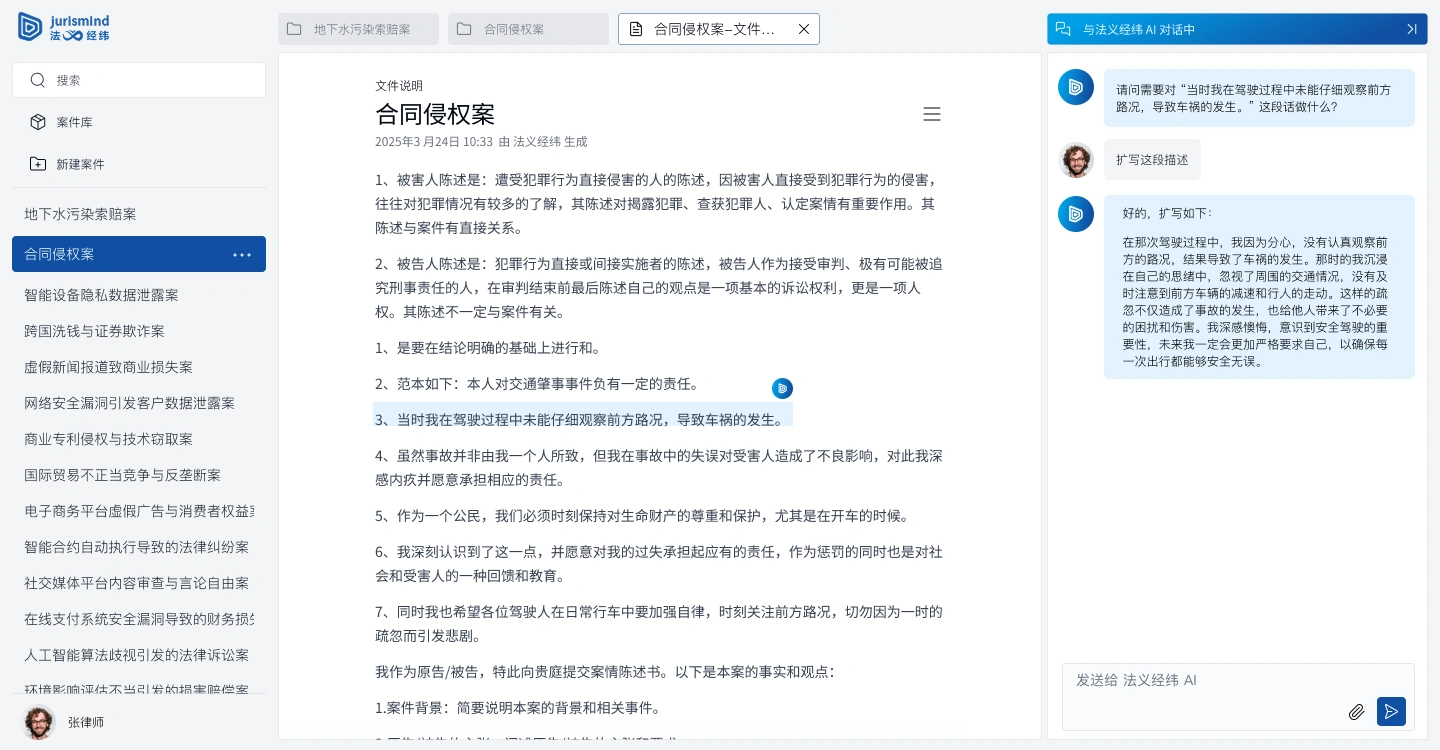 jurismind
法 经纬
搜索
案件库
新建案件
地下水污染索赔案
合同侵权案
智能设备隐私数据泄露案
跨国洗钱与证券欺诈案
虚假新闻报道致商业损失案
网络安全漏洞引发客户数据泄露案
商业专利侵权与技术窃取案
国际贸易不正当竞争与反垄断案
电子商务平台虚假广告与消费者权益
智能合约自动执行导致的法律纠纷案
社交媒体平台内容审查与言论自由案
在线支付系统安全漏洞导致的财务损
人工智能算法歧视引发的法律诉讼案
环境影响评估不当引发的损害赔偿案
张律师
地下水污染索赔案
合同侵权案
合同侵权案–文件...
文件说明
合同侵权案
2025年3 月24日 10:33 由 法义经纬 生成
1、被害人陈述是：遭受犯罪行为直接侵害的人的陈述，因被害人直接受到犯罪行为的侵害，
往往对犯罪情况有较多的了解，其陈述对揭露犯罪、查获犯罪人、认定案情有重要作用。其
陈述与案件有直接关系。
2、被告人陈述是：犯罪行为直接或间接实施者的陈述，被告人作为接受审判、极有可能被追
究刑事责任的人，在审判结束前最后陈述自己的观点是一项基本的诉讼权利，更是一项人
权。其陈述不一定与案件有关。
1、是要在结论明确的基础上进行和。
2、范本如下：本人对交通肇事事件负有一定的责任。
3、当时我在驾驶过程中未能仔细观察前方路况，导致车祸的发生。
4、虽然事故并非由我一个人所致，但我在事故中的失误对受害人造成了不良影响，对此我深
感内疚并愿意承担相应的责任。
5、作为一个公民，我们必须时刻保持对生命财产的尊重和保护，尤其是在开车的时候。
6、我深刻认识到了这一点，并愿意对我的过失承担起应有的责任，作为惩罚的同时也是对社
会和受害人的一种回馈和教育。
7、同时我也希望各位驾驶人在日常行车中要加强自律，时刻关注前方路况，切勿因为一时的
疏忽而引发悲剧。
我作为原告/被告，特此向贵庭提交案情陈述书。以下是本案的事实和观点：
1.案件背景：简要说明本案的背景和相关事件。
与法义经纬 AI 对话中
请问需要对 “当时我在驾驶过程中未能仔细观察前方
路况，导致车祸的发生。” 这段话做什么?
扩写这段描述
好的，扩写如下：
在那次驾驶过程中，我因为分心，没有认真观察前
方的路况，结果导致了车祸的发生。那时的我沉浸
在自己的思绪中，忽视了周围的交通情况，没有及
时注意到前方车辆的减速和行人的走动。这样的疏
忽不仅造成了事故的发生，也给他人带来了不必要
的困扰和伤害。我深感懊悔，意识到安全驾驶的重
要性，未来我一定会更加严格要求自己，以确保每
一次出行都能够安全无误。
发送给 法义经纬 AI